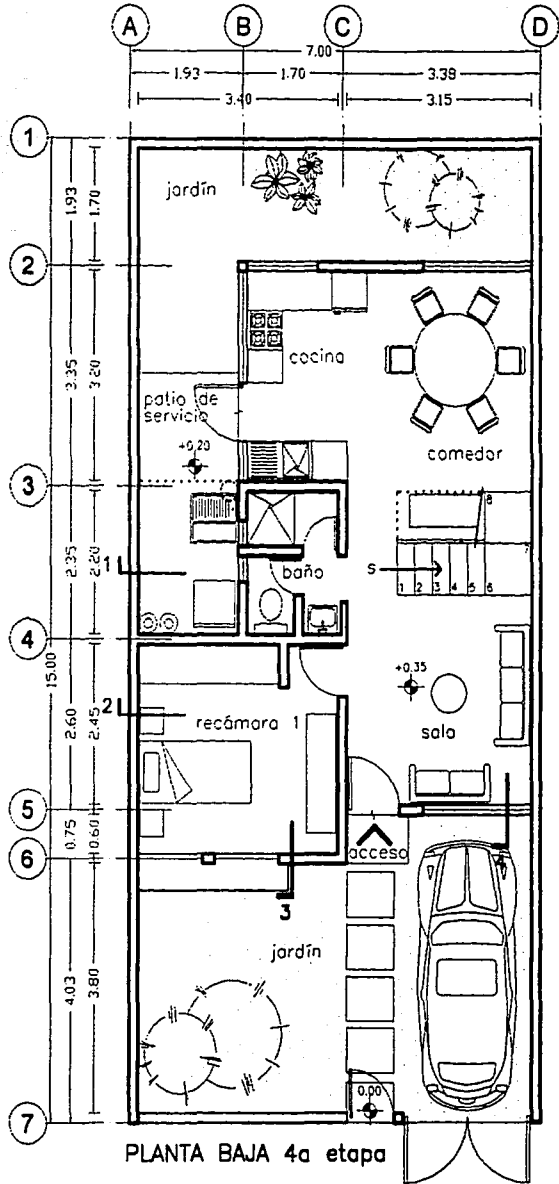 A B C D
7.00
1.93 1.70 3.38
3.40 3.15
1
jardín
1.93 1.70
2
cocina
3.35 3.20
patio de
servicio
+0.20
comedor
3
8
7
baño
2.35 2.20
1
S
1 2 3 4 5 6
4
15.00
+0.35
2
recámara 1
sala
2.60 2.45
5
0.75 0.60
acceso
4
6
3
jardín
4.03 3.80
0.00
7
PLANTA BAJA 4a etapa